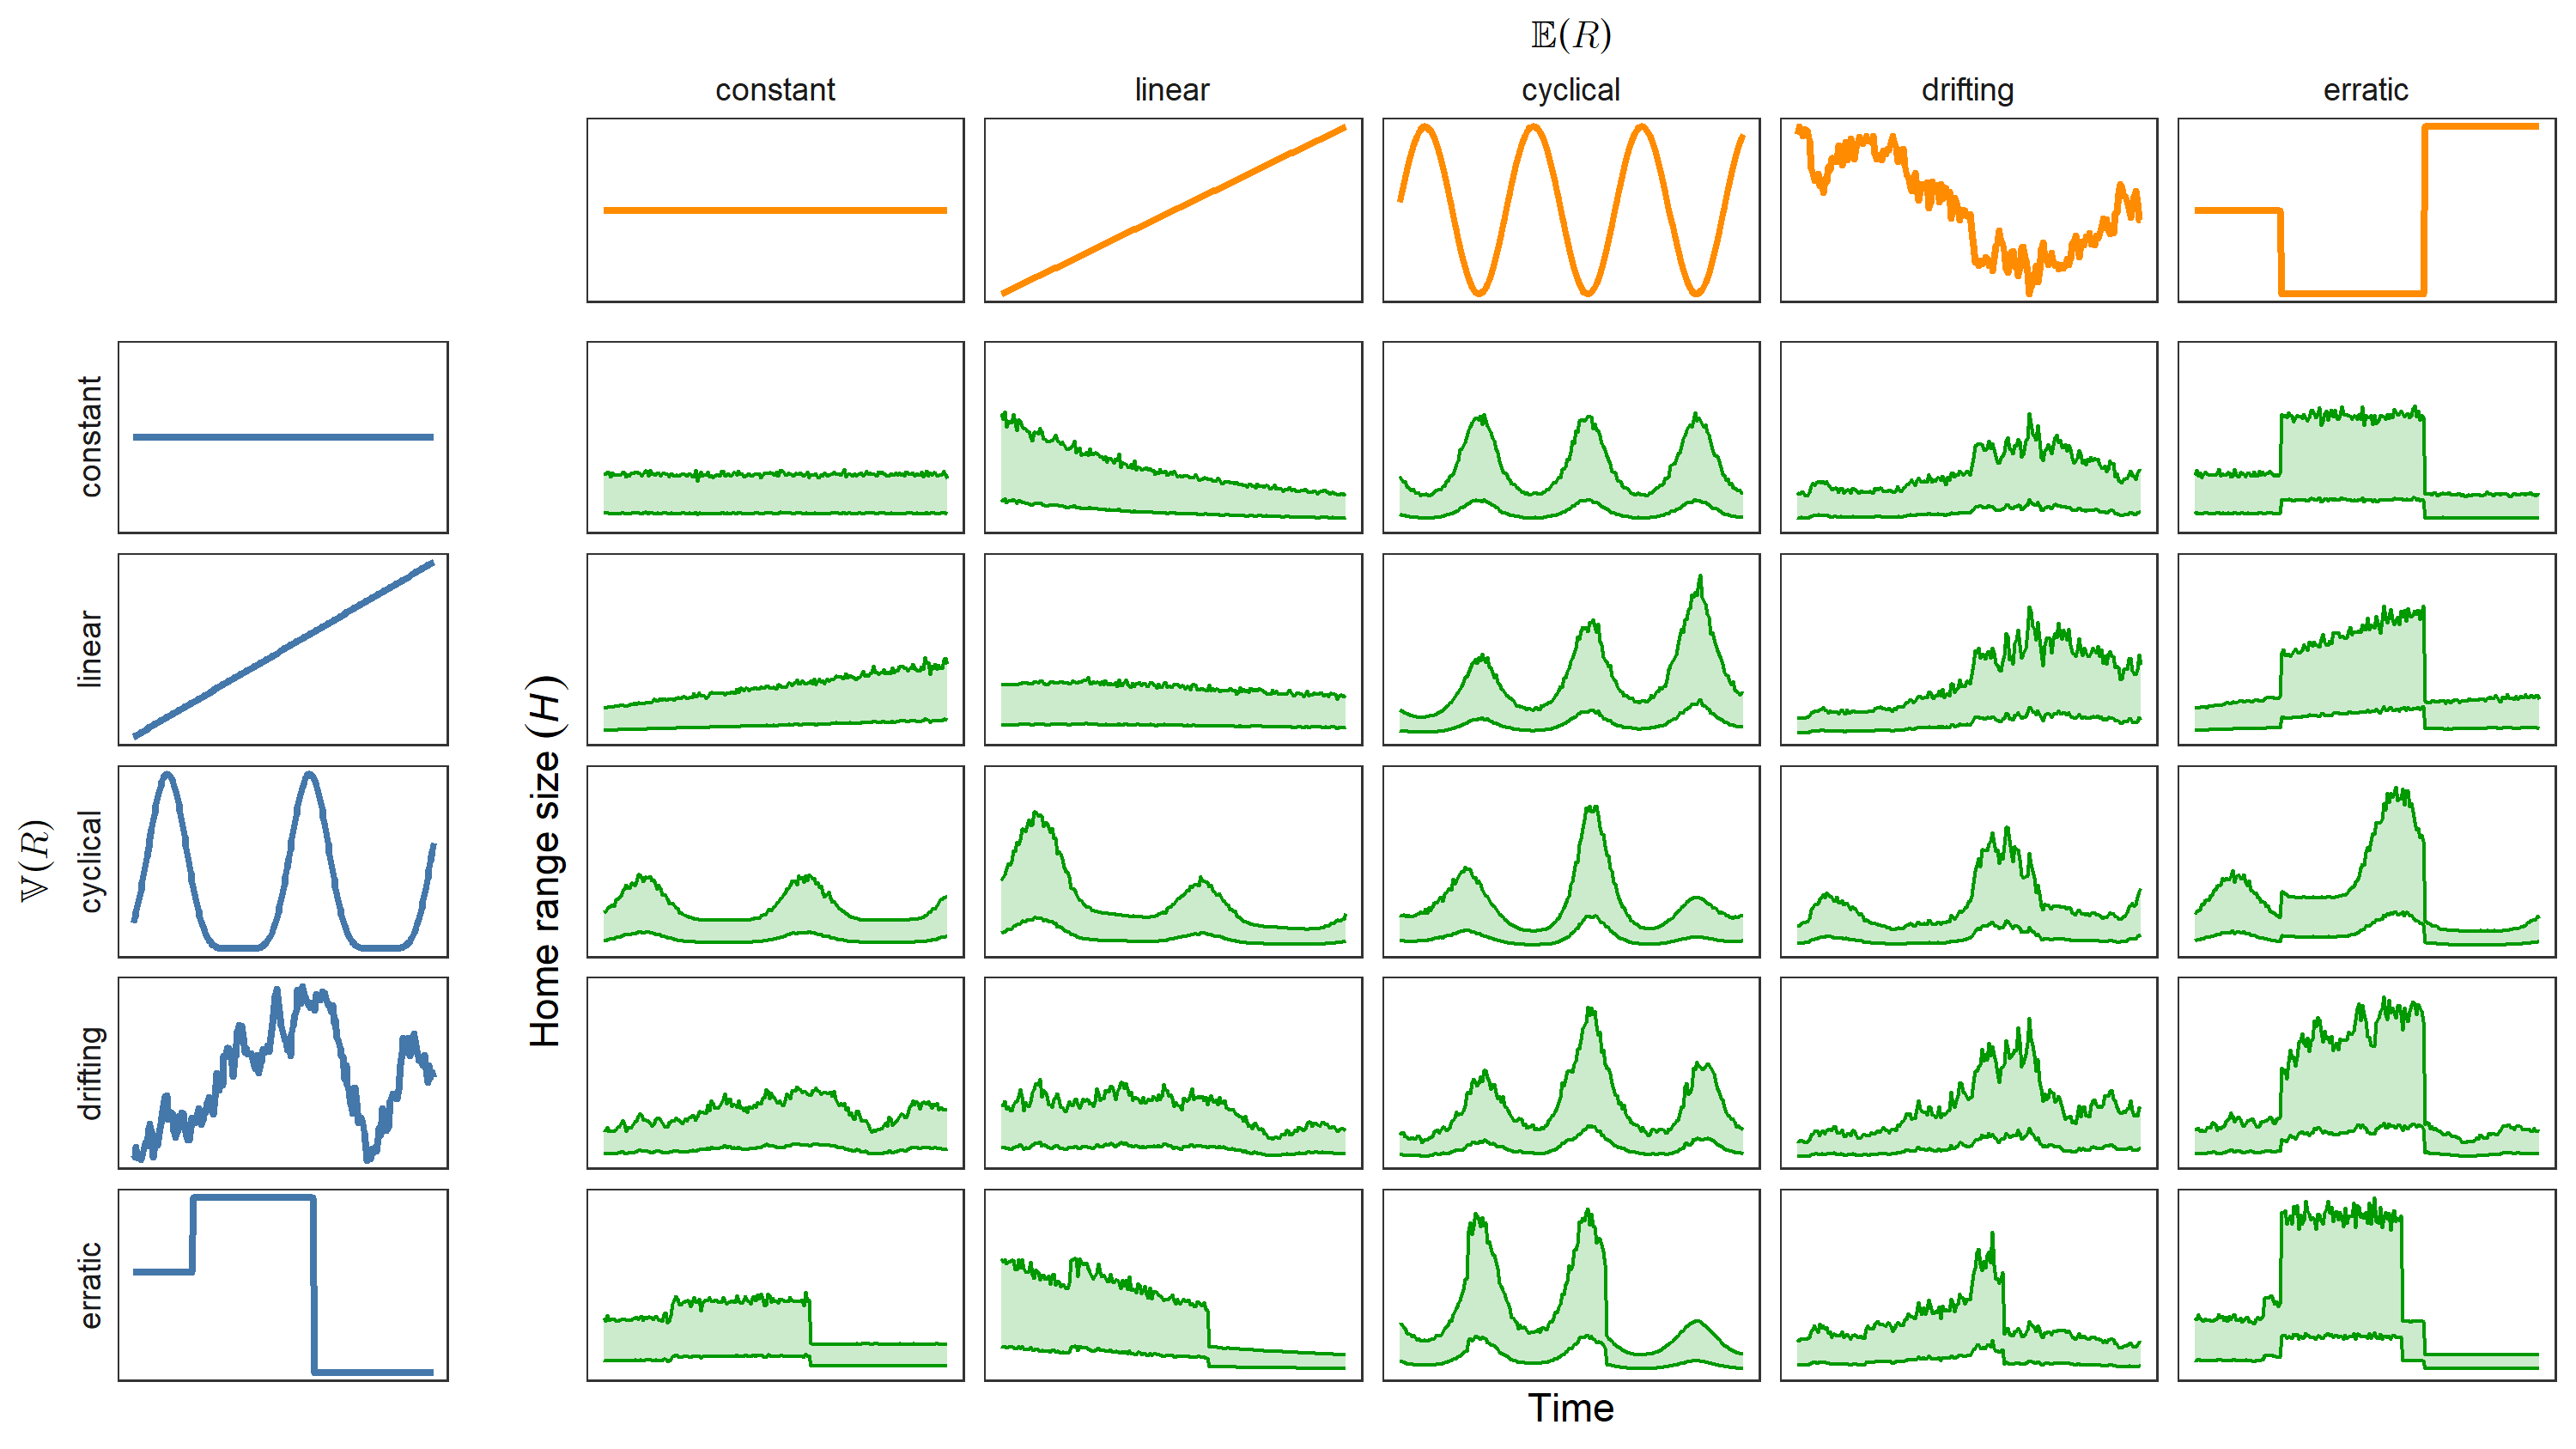 𝔼(R)
constant
linear
cyclical
drifting
erratic
𝕍(R)
constant
linear
cyclical
drifting
erratic
Home range size (H)
Time